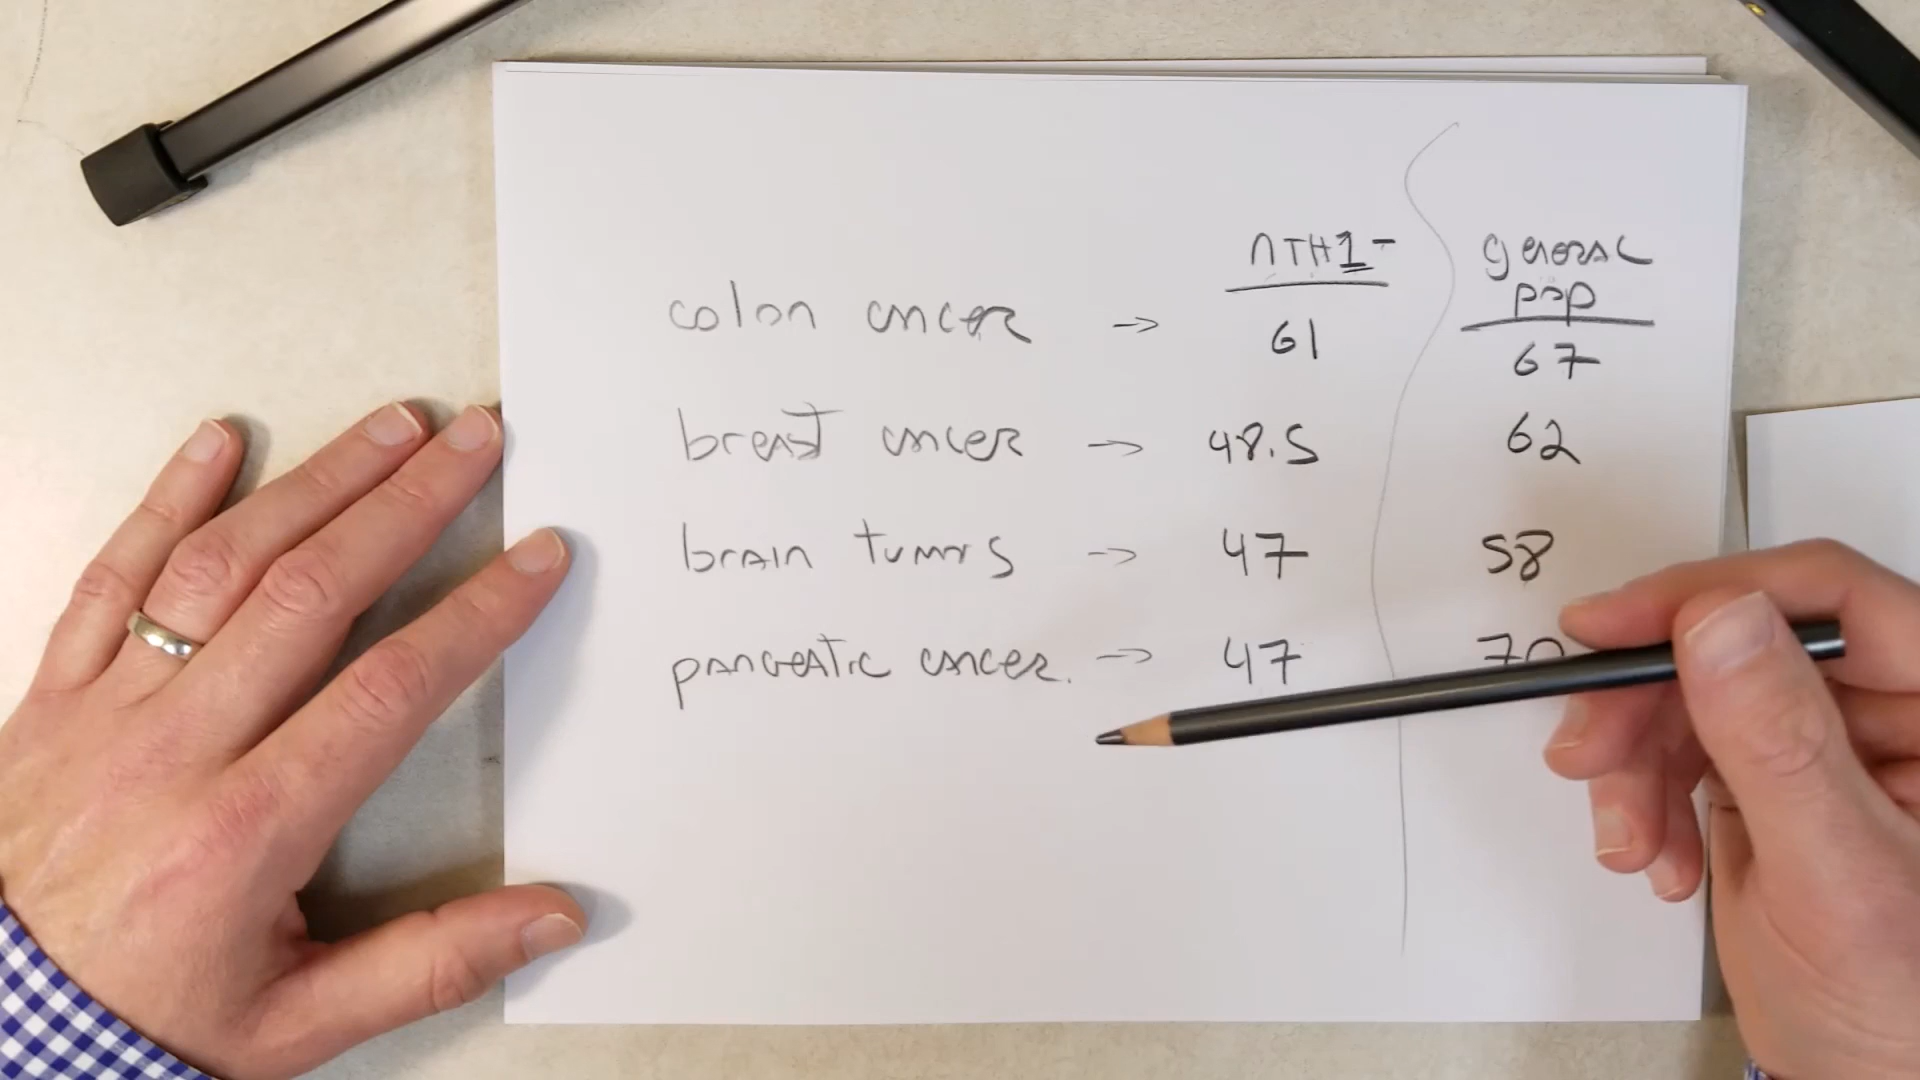 NTH1- general
pop
colon cancer → 61 67
breast cancer → 48.5 62
brain tumors → 47 58
pancreatic cancer. → 47 70